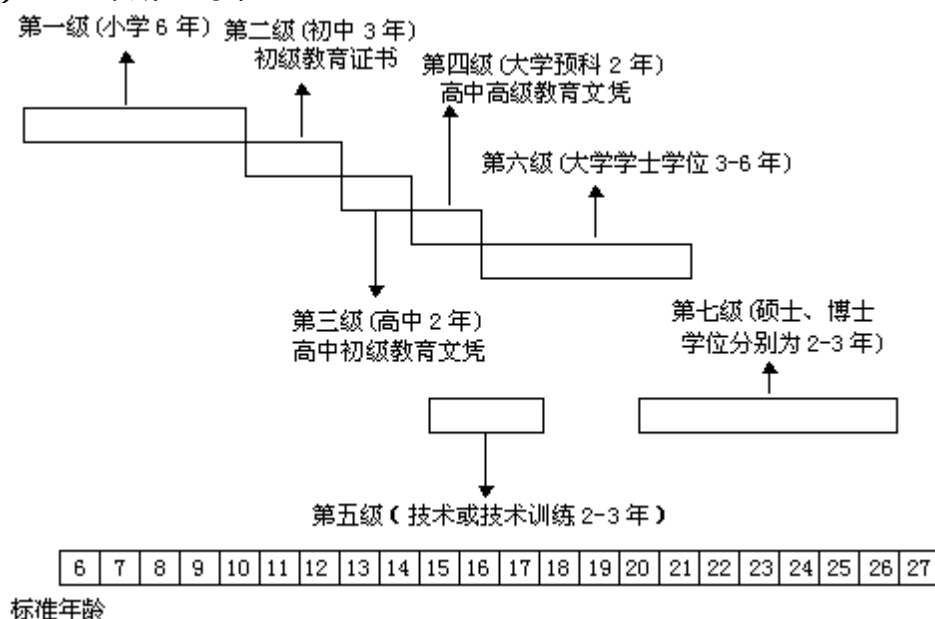 第一级(小学6年)
第二级(初中3年)
初级教育证书
第四级(大学预科2年)
高中高级教育文凭
第六级(大学学士学位3-6年)
第三级(高中2年)
高中初级教育文凭
第七级(硕士、博士
学位分别为2-3年)
第五级(技术或技术训练2-3年)
6 7 8 9 10 11 12 13 14 15 16 17 18 19 20 21 22 23 24 25 26 27
标准年龄